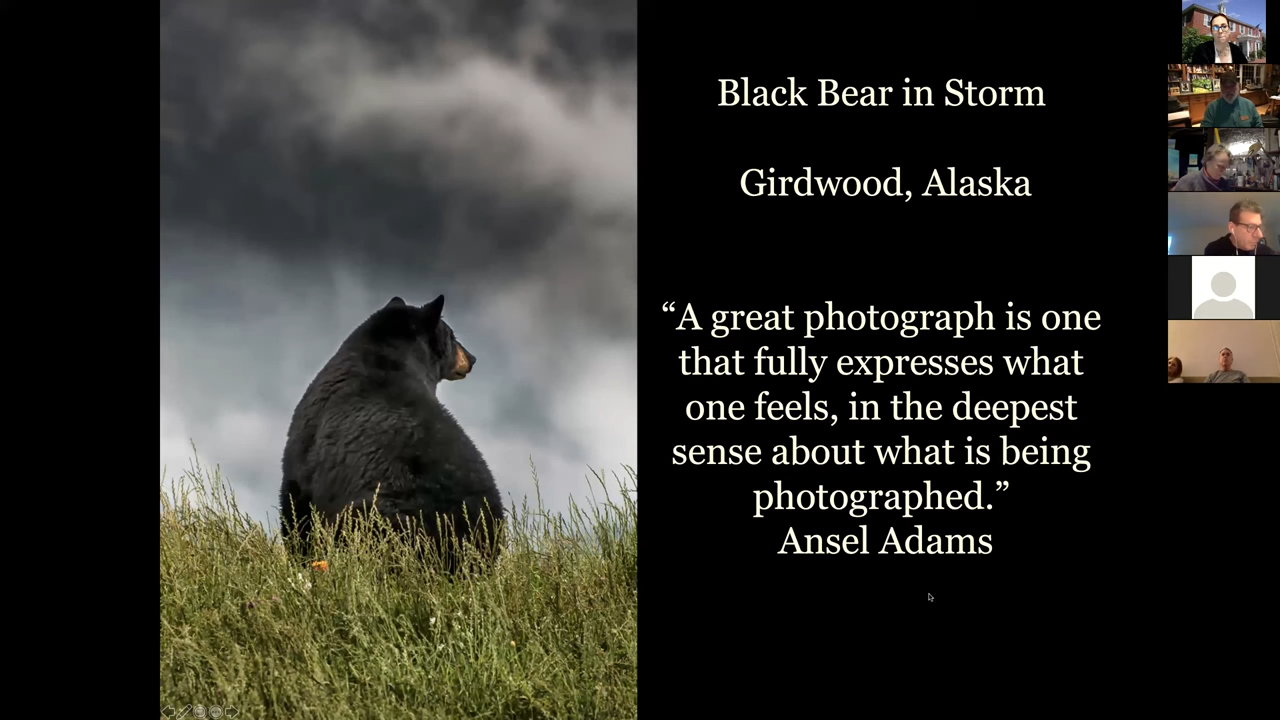 Black Bear in Storm
Girdwood, Alaska
“A great photograph is one
that fully expresses what
one feels, in the deepest
sense about what is being
photographed.”
Ansel Adams